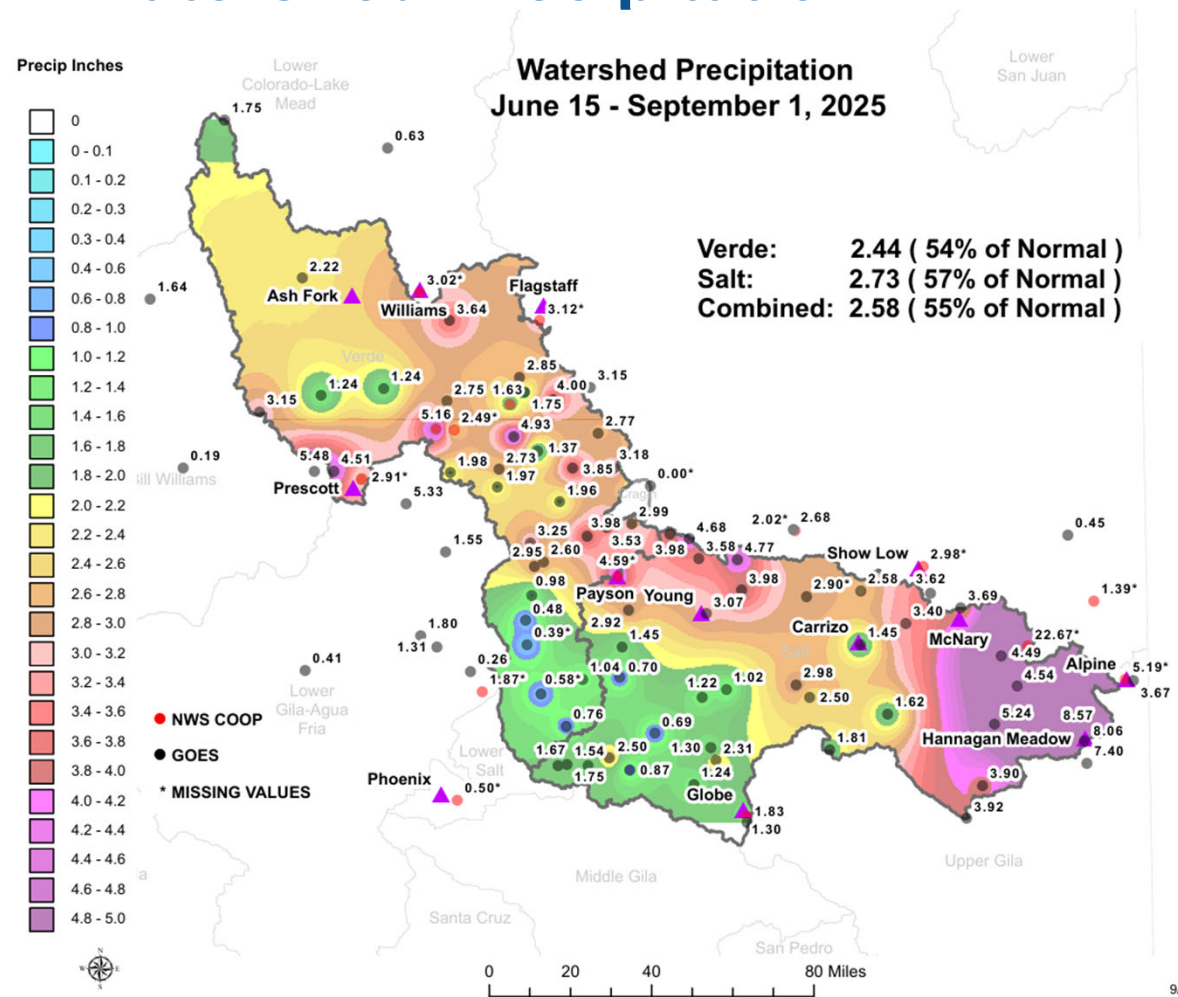 Precip Inches
0
0 - 0.1
0.1 - 0.2
0.2 - 0.3
0.3 - 0.4
0.4 - 0.6
0.6 - 0.8
0.8 - 1.0
1.0 - 1.2
1.2 - 1.4
1.4 - 1.6
1.6 - 1.8
1.8 - 2.0
2.0 - 2.2
2.2 - 2.4
2.4 - 2.6
2.6 - 2.8
2.8 - 3.0
3.0 - 3.2
3.2 - 3.4
3.4 - 3.6
3.6 - 3.8
3.8 - 4.0
4.0 - 4.2
4.2 - 4.4
4.4 - 4.6
4.6 - 4.8
4.8 - 5.0
Watershed Precipitation
June 15 - September 1, 2025
Verde: 2.44 ( 54% of Normal )
Salt: 2.73 ( 57% of Normal )
Combined: 2.58 ( 55% of Normal )
Lower
Colorado-Lake
Mead
Lower
San Juan
1.75
0.63
1.64
2.22
Ash Fork
3.02*
Williams
3.64
Flagstaff
3.12*
Verde
1.24
1.24
3.15
2.85
2.75
1.63
4.00
3.15
1.75
5.16
2.49*
4.93
2.77
0.19
Bill Williams
5.48
4.51
2.91*
Prescott
5.33
1.98
2.73
1.37
1.97
3.85
3.18
1.96
0.00*
Cragin
2.99
1.55
3.25
3.98
3.53
2.95
2.60
3.98
4.68
3.58*
4.77
2.02*
2.68
0.45
4.59*
Payson
Young
3.07
3.98
2.90*
Show Low
2.58
2.98*
3.62
1.39*
0.98
0.48
0.39*
2.92
1.45
Carrizo
1.45
3.40
3.69
McNary
22.67*
4.49
Alpine
5.19*
3.67
4.54
1.80
1.31
0.41
0.26
1.87*
0.58*
1.04
0.70
1.22
1.02
Salt
2.98
2.50
1.62
5.24
8.57
8.06
Hannagan Meadow
7.40
Lower
Gila-Agua
Fria
0.76
0.69
1.81
1.67
1.54
2.50
1.30
2.31
1.75
0.87
1.24
Globe
1.83
1.30
3.90
3.92
Lower
Salt
Phoenix
0.50*
NWS COOP
GOES
* MISSING VALUES
Middle Gila
Upper Gila
Santa Cruz
San Pedro
N
W
E
S
0 20 40 80 Miles
9/